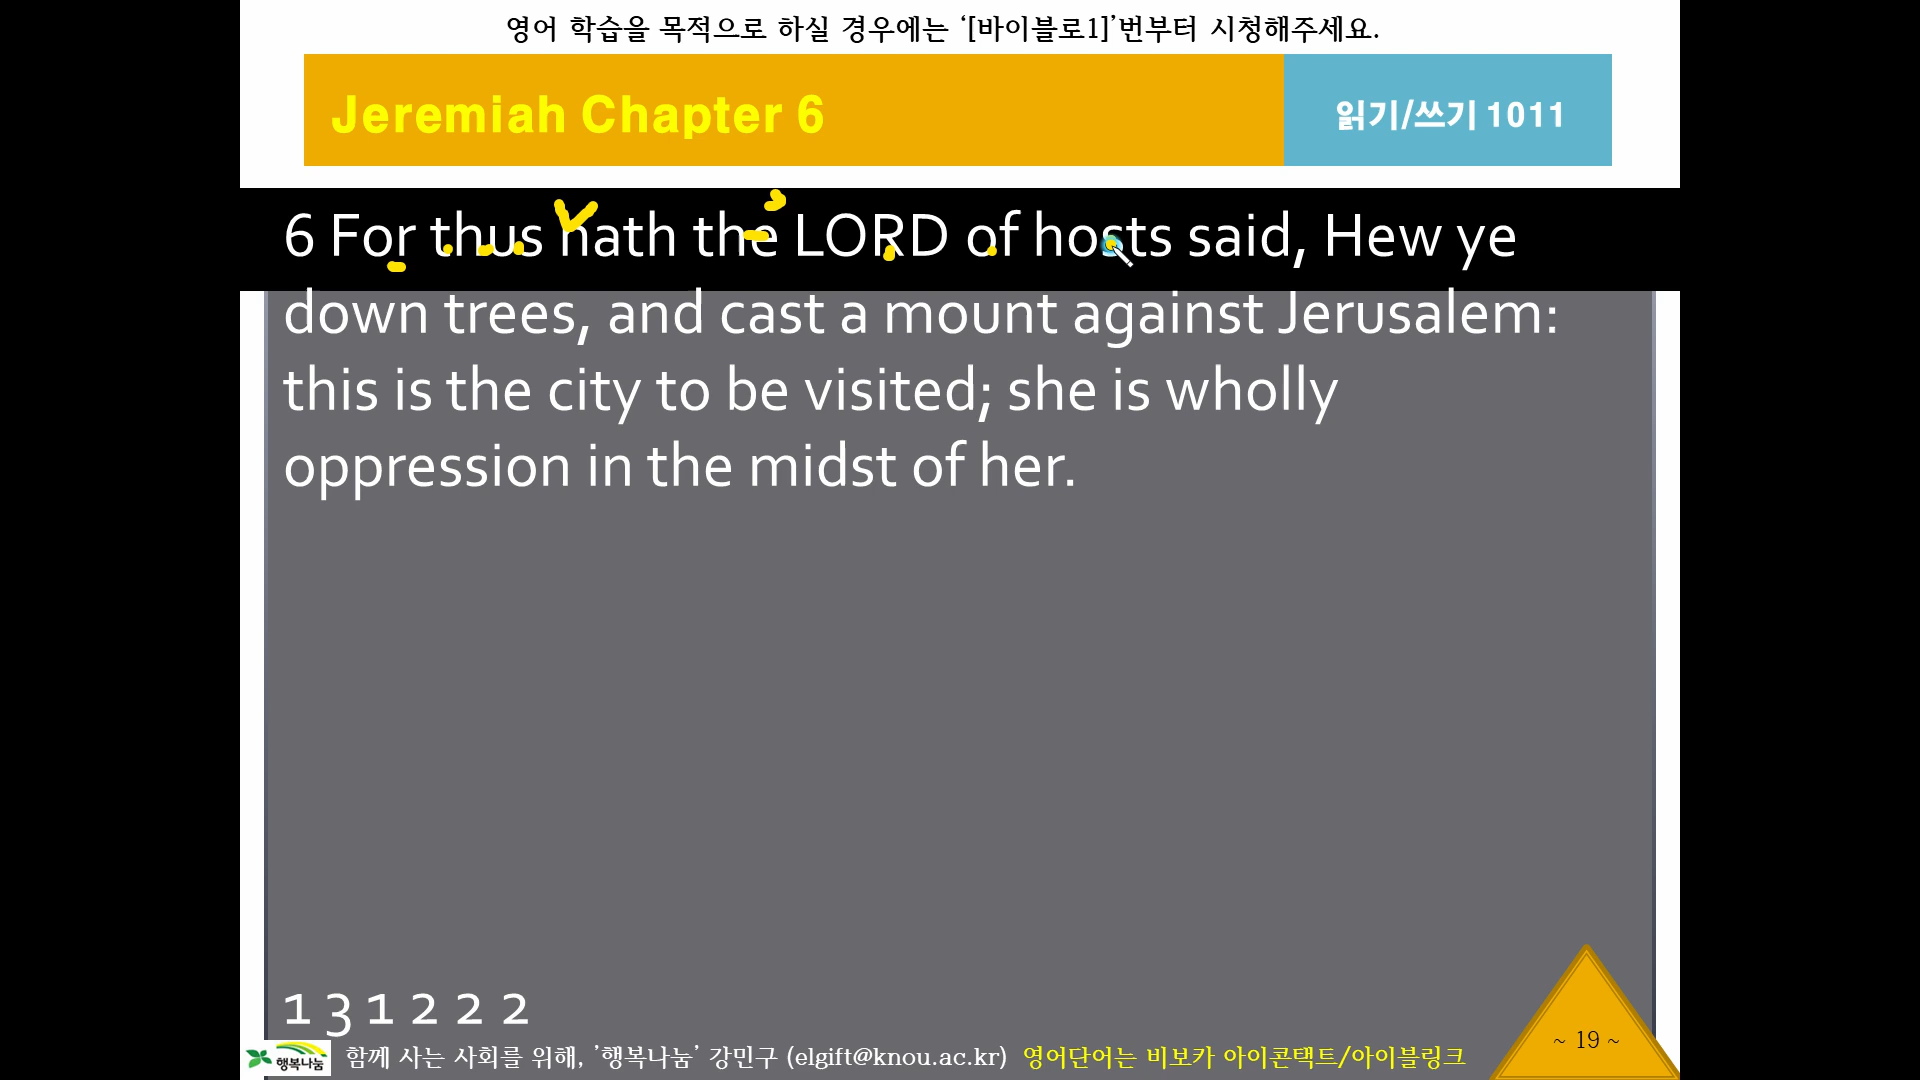 영어 학습을 목적으로 하실 경우에는 ‘[바이블로1]’번부터 시청해주세요.
Jeremiah Chapter 6
읽기/쓰기 1011
6 For thus hath the LORD of hosts said, Hew ye
down trees, and cast a mount against Jerusalem:
this is the city to be visited; she is wholly
oppression in the midst of her.
1 3 1 2 2 2
~ 19 ~
행복나눔
함께 사는 사회를 위해, ’행복나눔’ 강민구 (elgift@knou.ac.kr) 영어단어는 비보카 아이콘택트/아이블링크